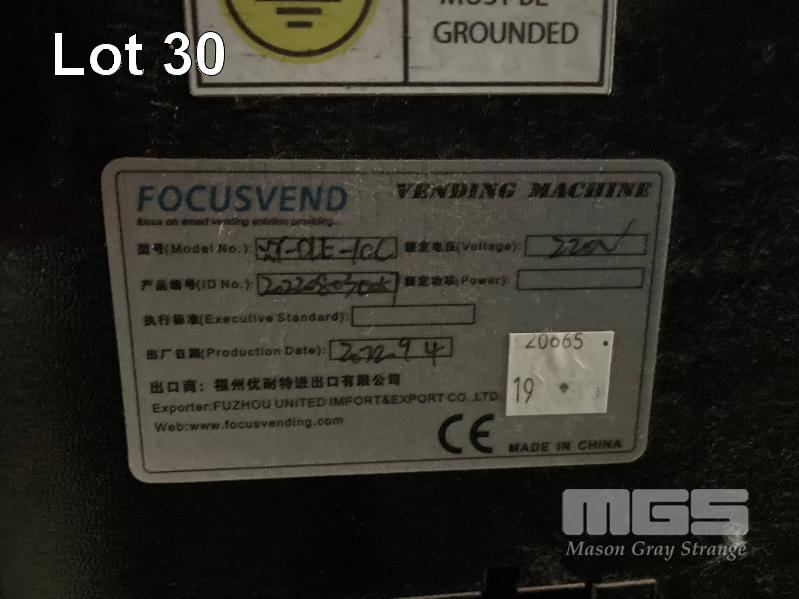 Lot 30
MUST BE
GROUNDED
FOCUSVEND
VENDING MACHINE
focus on smart vending solution providing...
型号(Model No.):
额定电压(Voltage): 220V
产品编号(ID No.):
额定功率(Power):
执行标准(Executive Standard):
出厂日期(Production Date): 2022.9.4
20665
19
出口商：福州优耐特进出口有限公司
Exporter:FUZHOU UNITED IMPORT&EXPORT CO.,LTD.
Web:www.focusvending.com
CE
MADE IN CHINA
MGS
Mason Gray Strange